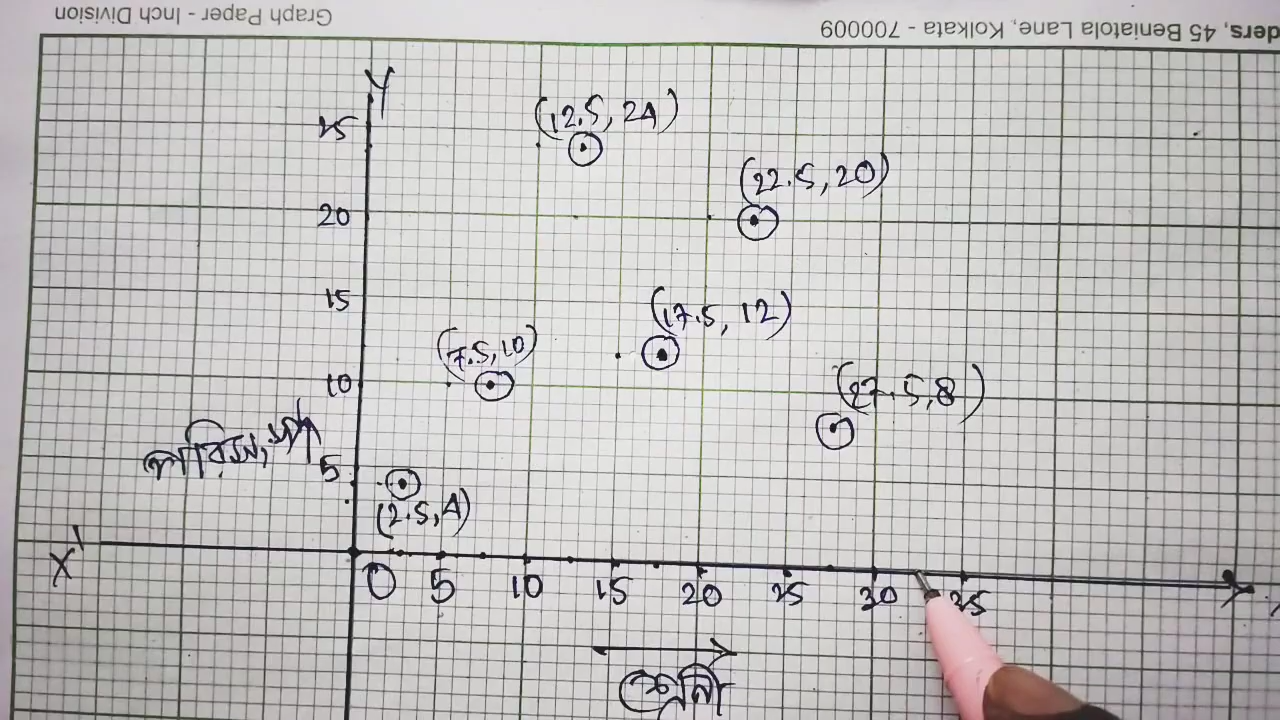 Graph Paper - Inch Division
ders, 45 Beniatola Lane, Kolkata - 700009
Y
(12.5, 24)
25
(22.5, 20)
20
(17.5, 12)
15
(7.5, 10)
10
(27.5, 8)
5
(2.5, 4)
X'
0 5 10 15 20 25 30 35
শ্রেণি